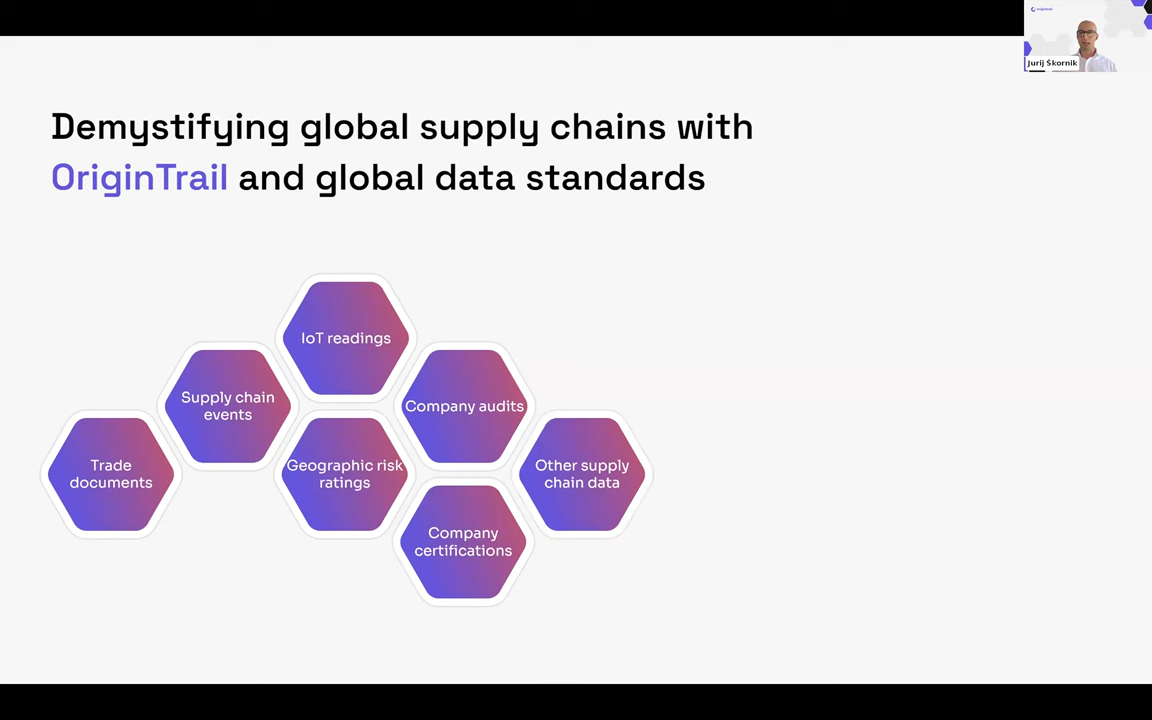 origintrail
Jurij Škornik
Demystifying global supply chains with
OriginTrail and global data standards
IoT readings
Supply chain
events
Company audits
Trade
documents
Geographic risk
ratings
Other supply
chain data
Company
certifications